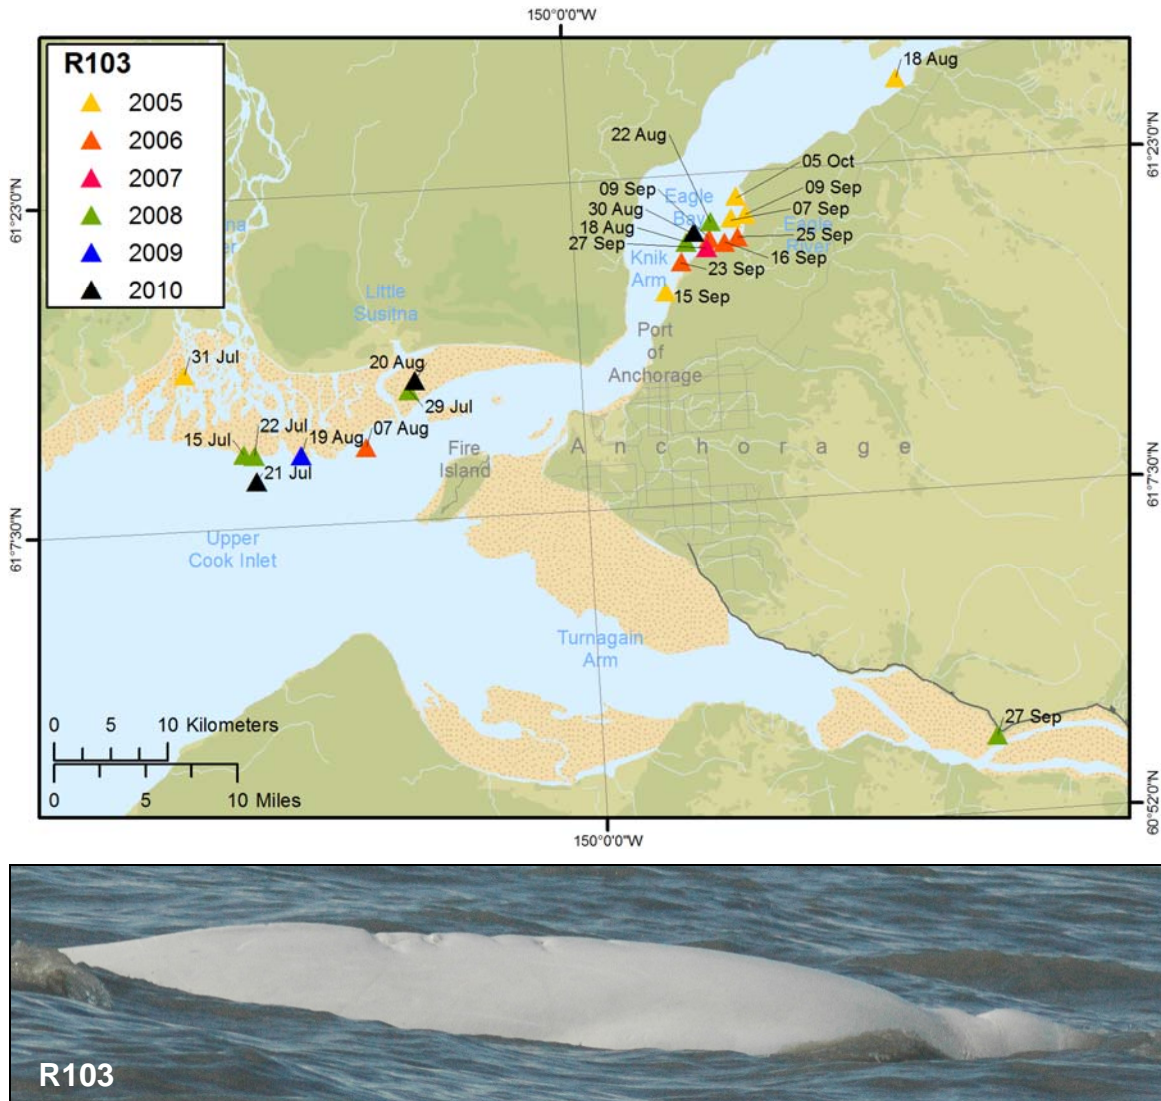 150°0'0"W
R103
2005
2006
2007
2008
2009
2010
18 Aug
22 Aug
05 Oct
61°23'0"N
61°23'0"N
09 Sep
09 Sep
Eagle
Bay
30 Aug
07 Sep
Eagle
River
18 Aug
25 Sep
27 Sep
16 Sep
Knik
Arm
23 Sep
15 Sep
Little
Susitna
Port
of
Anchorage
31 Jul
20 Aug
29 Jul
15 Jul
22 Jul
19 Aug
07 Aug
21 Jul
Fire
Island
Anchorage
61°7'30"N
61°7'30"N
Upper
Cook Inlet
Turnagain
Arm
27 Sep
0 5 10 Kilometers
0 5 10 Miles
60°52'0"N
150°0'0"W
R103